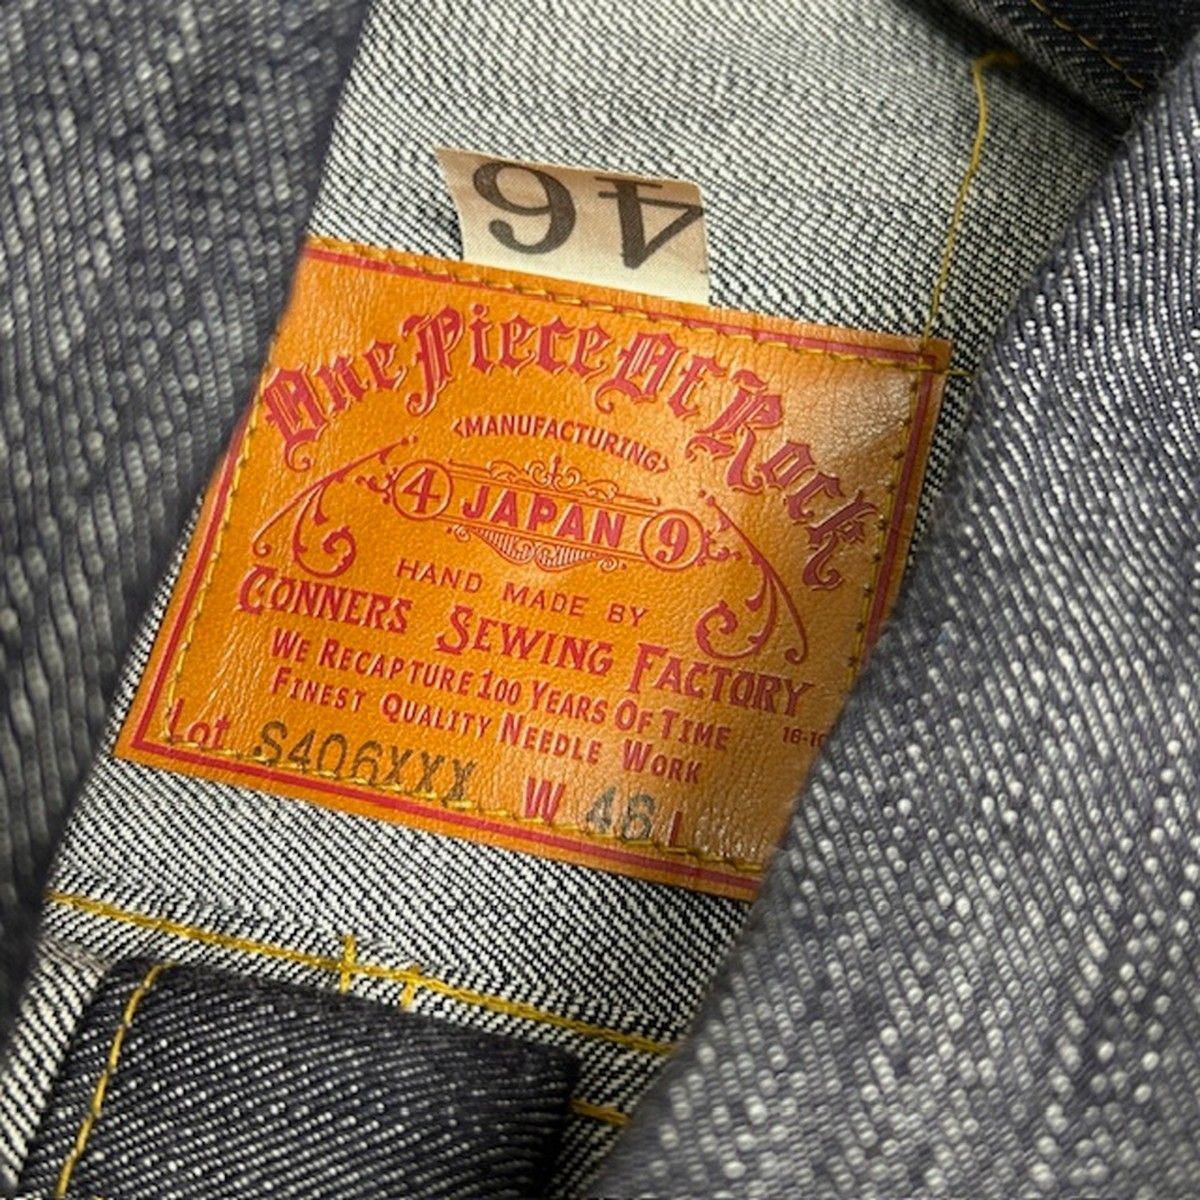 46
One Piece Of Rock
<MANUFACTURING>
4 JAPAN 9
HAND MADE BY
CONNERS SEWING FACTORY
WE RECAPTURE 100 YEARS OF TIME
FINEST QUALITY NEEDLE WORK
Lot S406XXX W 46 L